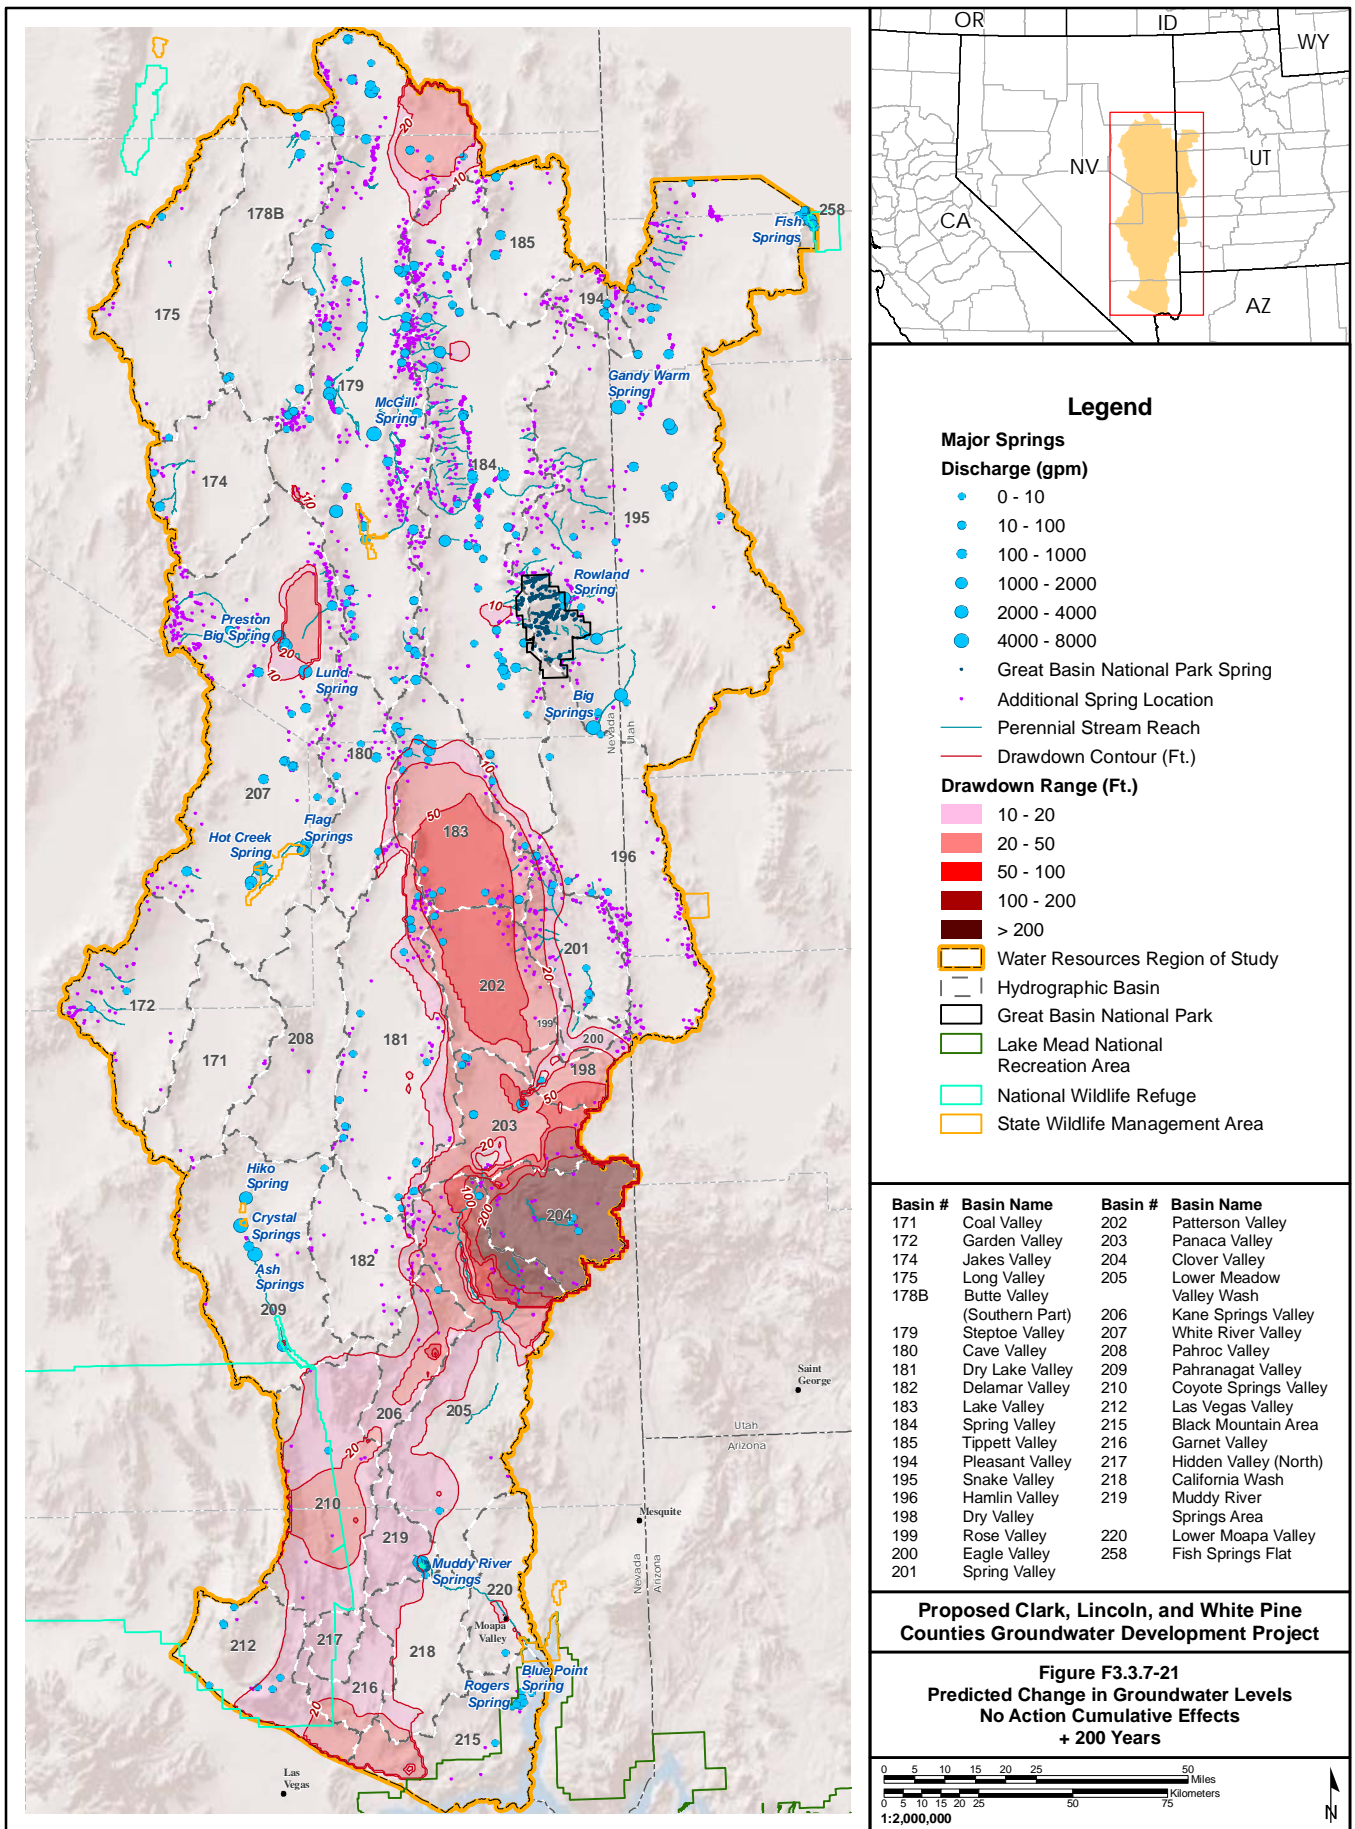 OR
ID
WY
NV
UT
CA
AZ
20
10
178B
185
258
Fish
Springs
175
194
179
McGill
Spring
Gandy Warm
Spring
174
184
10
195
Rowland
Spring
10
Preston
Big Spring
20
10
Lund
Spring
Big
Springs
Nevada
Utah
180
10
207
50
183
Flag
Springs
Hot Creek
Spring
196
201
20
202
172
199
200
208
181
171
198
50
203
20
Hiko
Spring
100
200
204
Crystal
Springs
182
Ash
Springs
209
Saint
George
206
205
Utah
Arizona
20
210
Mesquite
219
Muddy River
Springs
Nevada
Arizona
220
Moapa
Valley
212
217
218
Blue Point
Spring
Rogers
Spring
216
20
215
Las
Vegas
Legend
Major Springs
Discharge (gpm)
0 - 10
10 - 100
100 - 1000
1000 - 2000
2000 - 4000
4000 - 8000
Great Basin National Park Spring
Additional Spring Location
Perennial Stream Reach
Drawdown Contour (Ft.)
Drawdown Range (Ft.)
10 - 20
20 - 50
50 - 100
100 - 200
> 200
Water Resources Region of Study
Hydrographic Basin
Great Basin National Park
Lake Mead National
Recreation Area
National Wildlife Refuge
State Wildlife Management Area
Basin # Basin Name Basin # Basin Name
171 Coal Valley 202 Patterson Valley
172 Garden Valley 203 Panaca Valley
174 Jakes Valley 204 Clover Valley
175 Long Valley 205 Lower Meadow
178B Butte Valley Valley Wash
(Southern Part) 206 Kane Springs Valley
179 Steptoe Valley 207 White River Valley
180 Cave Valley 208 Pahroc Valley
181 Dry Lake Valley 209 Pahranagat Valley
182 Delamar Valley 210 Coyote Springs Valley
183 Lake Valley 212 Las Vegas Valley
184 Spring Valley 215 Black Mountain Area
185 Tippett Valley 216 Garnet Valley
194 Pleasant Valley 217 Hidden Valley (North)
195 Snake Valley 218 California Wash
196 Hamlin Valley 219 Muddy River
198 Dry Valley Springs Area
199 Rose Valley 220 Lower Moapa Valley
200 Eagle Valley 258 Fish Springs Flat
201 Spring Valley
Proposed Clark, Lincoln, and White Pine
Counties Groundwater Development Project
Figure F3.3.7-21
Predicted Change in Groundwater Levels
No Action Cumulative Effects
+ 200 Years
0 5 10 15 20 25 50
Miles
Kilometers
0 5 10 15 20 25 50 75
1:2,000,000
N